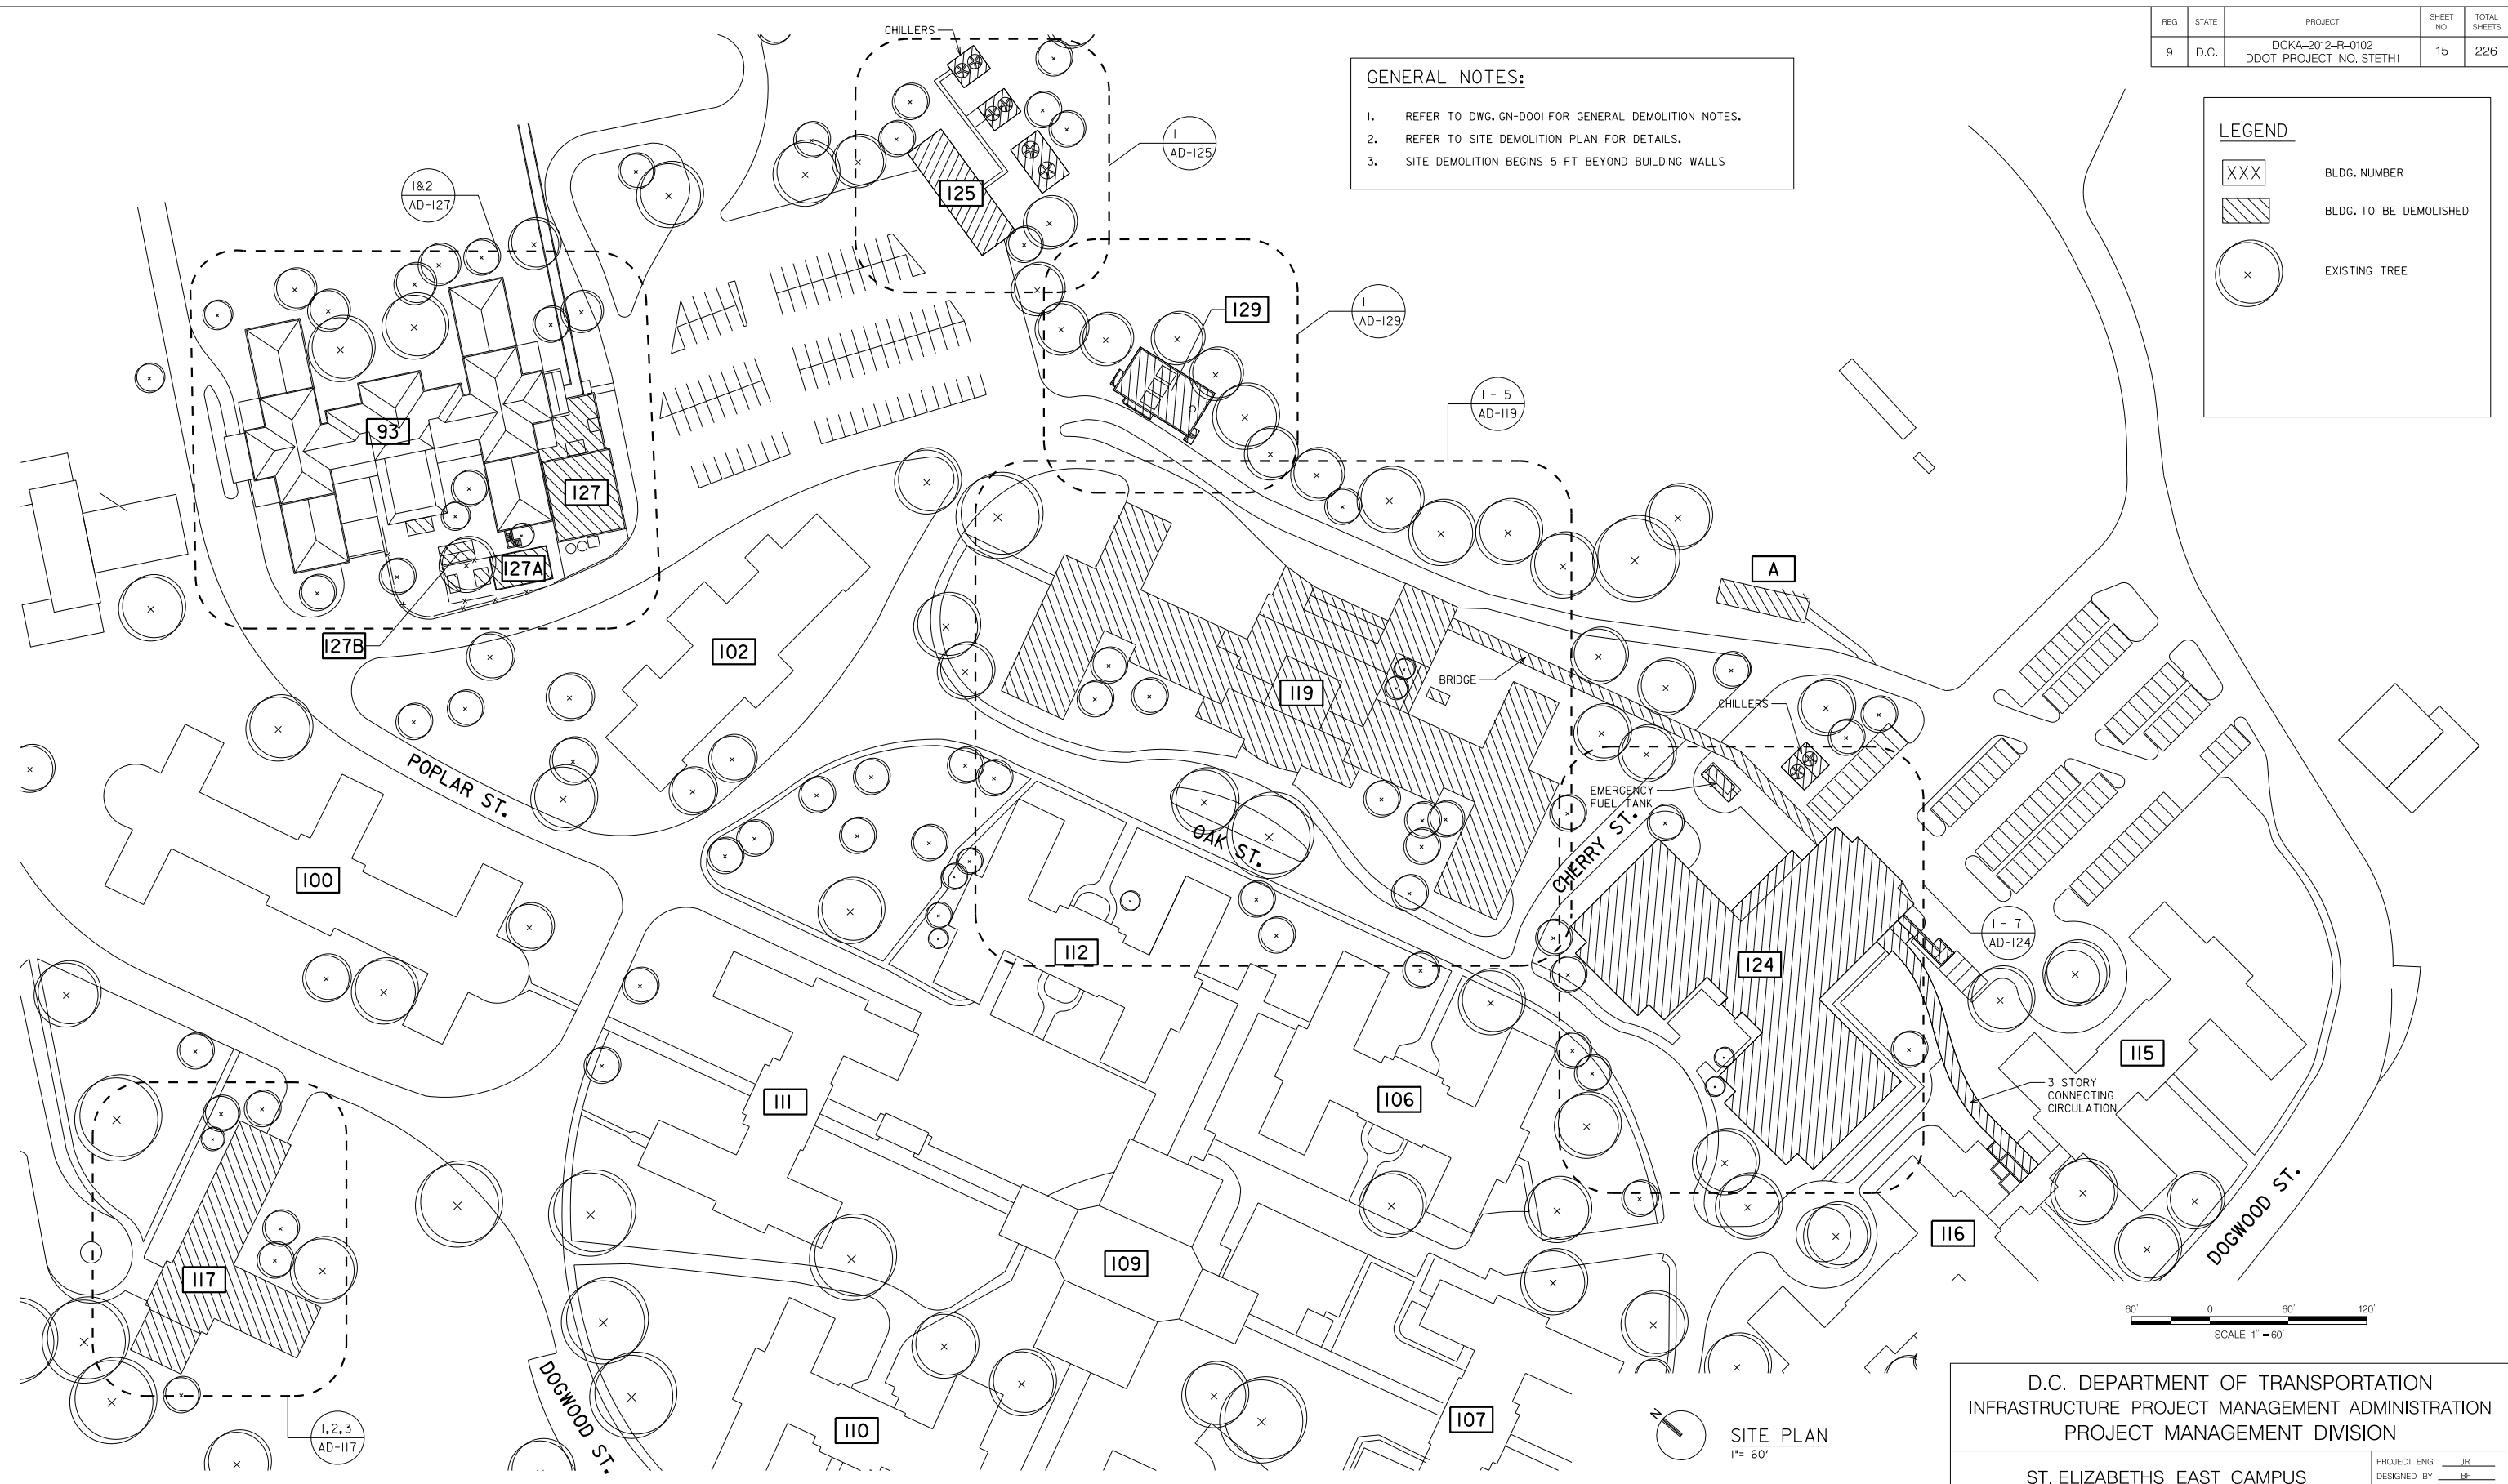 REG STATE PROJECT SHEET NO. TOTAL SHEETS
9 D.C. DCKA-2012-R-0102 15 226
DDOT PROJECT NO. STETH1
CHILLERS
GENERAL NOTES:
1. REFER TO DWG. GN-D001 FOR GENERAL DEMOLITION NOTES.
2. REFER TO SITE DEMOLITION PLAN FOR DETAILS.
3. SITE DEMOLITION BEGINS 5 FT BEYOND BUILDING WALLS
LEGEND
XXX BLDG. NUMBER
BLDG. TO BE DEMOLISHED
EXISTING TREE
1
AD-125
1&2
AD-127
125
129
1
AD-129
1 - 5
AD-119
93
127
127A
127B
A
102
119
BRIDGE
CHILLERS
POPLAR ST.
EMERGENCY
FUEL TANK
OAK ST.
CHERRY ST.
100
1 - 7
AD-124
112
124
115
111
106
3 STORY
CONNECTING
CIRCULATION
116
DOGWOOD ST.
109
117
60' 0 60' 120'
SCALE: 1" = 60'
DOGWOOD ST.
1,2,3
AD-117
110
107
N
SITE PLAN
1"= 60'
D.C. DEPARTMENT OF TRANSPORTATION
INFRASTRUCTURE PROJECT MANAGEMENT ADMINISTRATION
PROJECT MANAGEMENT DIVISION
ST. ELIZABETHS EAST CAMPUS
PROJECT ENG. JR
DESIGNED BY BF